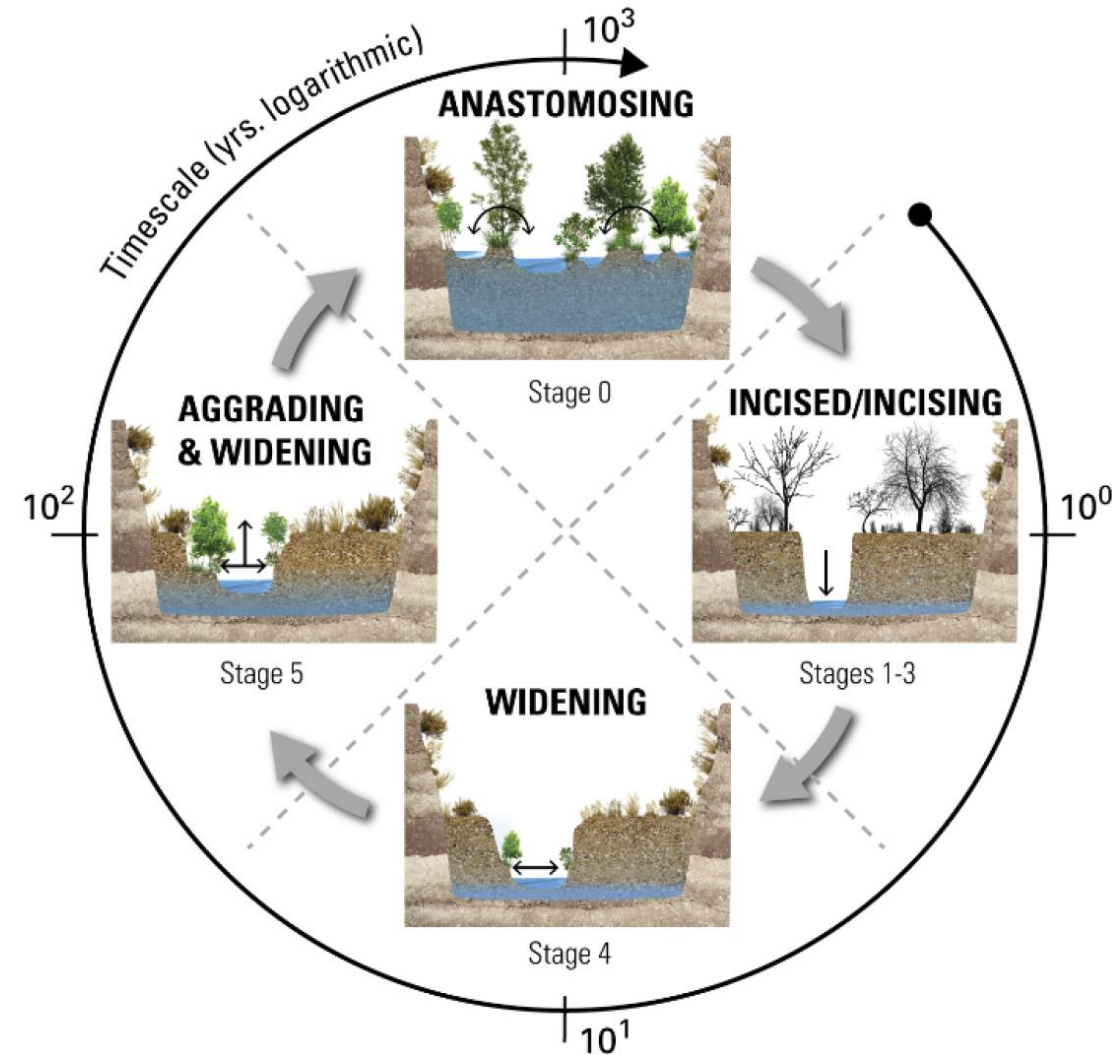 10³
Timescale (yrs. logarithmic)
ANASTOMOSING
Stage 0
INCISED/INCISING
Stages 1-3
10⁰
AGGRADING
& WIDENING
10²
Stage 5
WIDENING
Stage 4
10¹